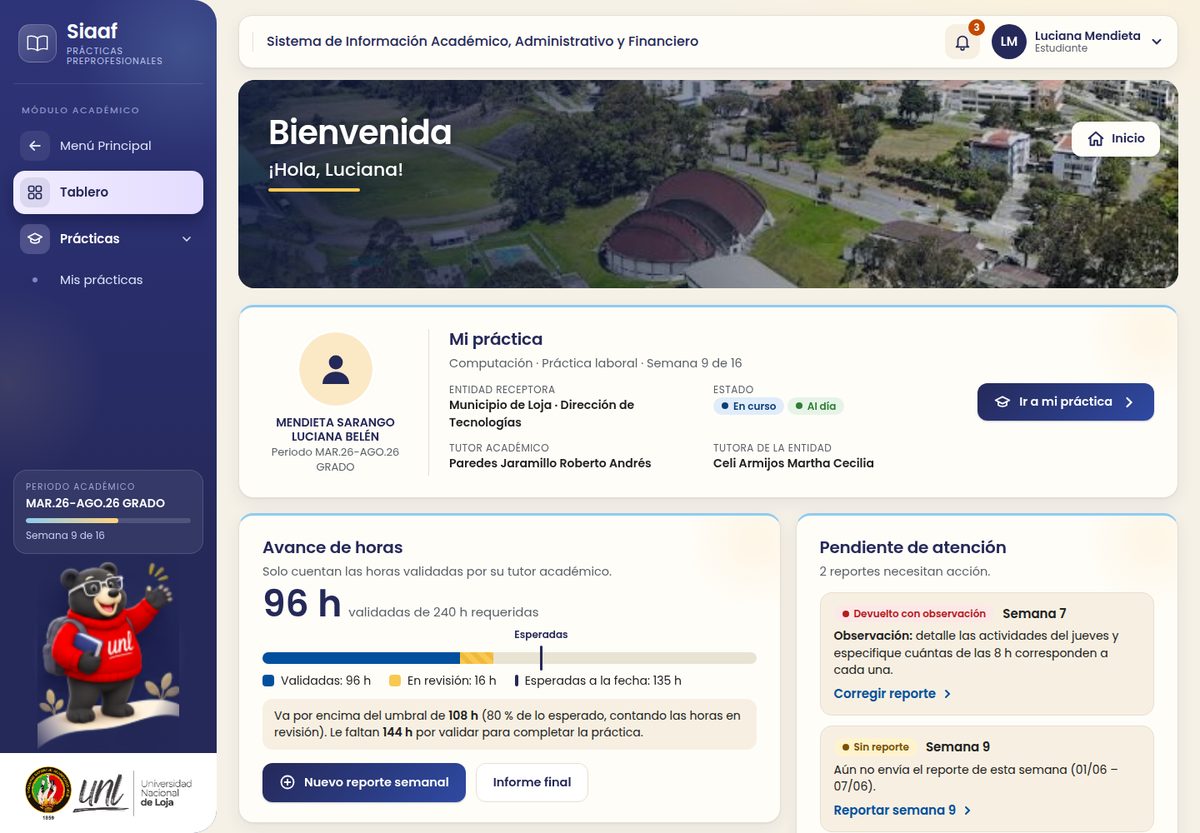 Siaaf
PRÁCTICAS
PREPROFESIONALES
MÓDULO ACADÉMICO
Menú Principal
Tablero
Prácticas
Mis prácticas
PERIODO ACADÉMICO
MAR.26-AGO.26 GRADO
Semana 9 de 16
unl
1859
unl
Universidad
Nacional
de Loja
Sistema de Información Académico, Administrativo y Financiero
3
LM
Luciana Mendieta
Estudiante
Bienvenida
¡Hola, Luciana!
Inicio
MENDIETA SARANGO
LUCIANA BELÉN
Periodo MAR.26-AGO.26
GRADO
Mi práctica
Computación · Práctica laboral · Semana 9 de 16
ENTIDAD RECEPTORA
Municipio de Loja · Dirección de
Tecnologías
ESTADO
En curso
Al día
TUTOR ACADÉMICO
Paredes Jaramillo Roberto Andrés
TUTORA DE LA ENTIDAD
Celi Armijos Martha Cecilia
Ir a mi práctica
Avance de horas
Solo cuentan las horas validadas por su tutor académico.
96 h validadas de 240 h requeridas
Esperadas
Validadas: 96 h
En revisión: 16 h
Esperadas a la fecha: 135 h
Va por encima del umbral de 108 h (80 % de lo esperado, contando las horas en
revisión). Le faltan 144 h por validar para completar la práctica.
Nuevo reporte semanal
Informe final
Pendiente de atención
2 reportes necesitan acción.
Devuelto con observación
Semana 7
Observación: detalle las actividades del jueves y
especifique cuántas de las 8 h corresponden a
cada una.
Corregir reporte
Sin reporte
Semana 9
Aún no envía el reporte de esta semana (01/06 –
07/06).
Reportar semana 9